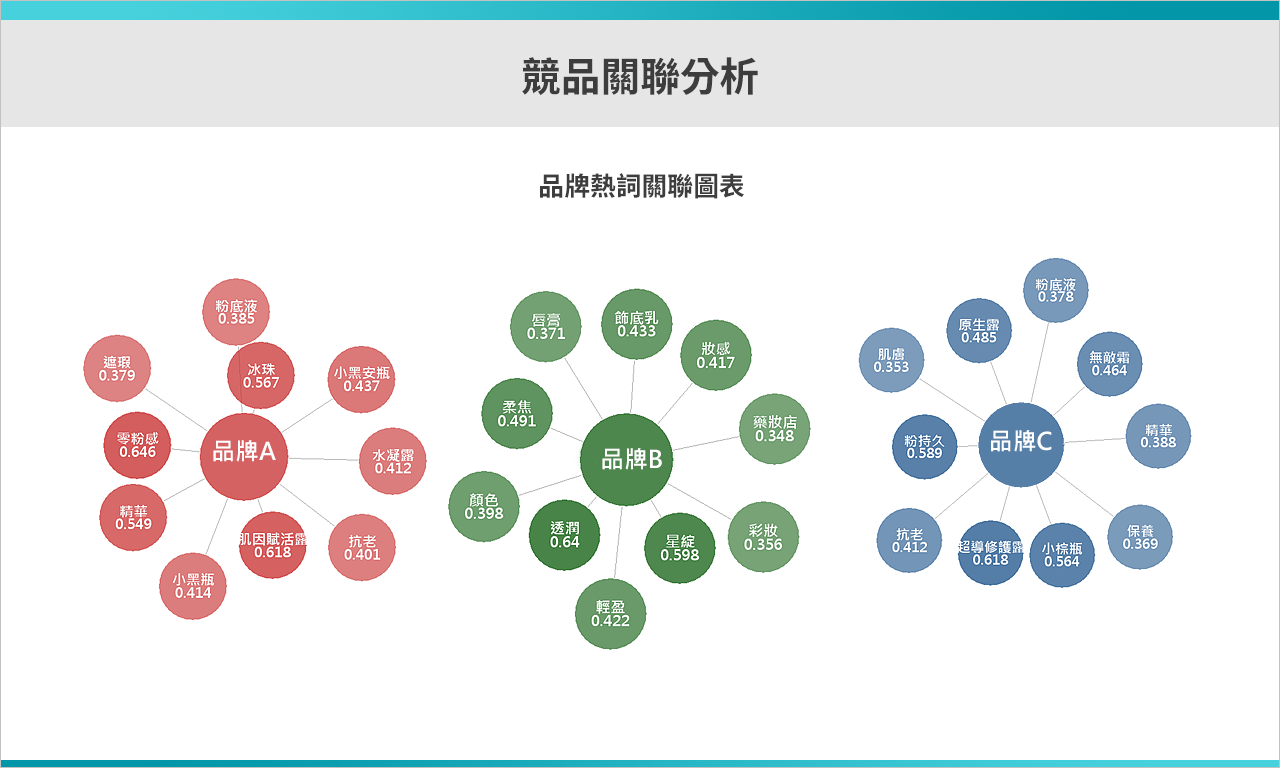 競品關聯分析
品牌熱詞關聯圖表
粉底液
0.385
遮瑕
0.379
冰珠
0.567
小黑安瓶
0.437
零粉感
0.646
品牌A
水凝露
0.412
精華
0.549
肌因賦活露
0.618
抗老
0.401
小黑瓶
0.414
唇膏
0.371
飾底乳
0.433
妝感
0.417
柔焦
0.491
藥妝店
0.348
品牌B
顏色
0.398
透潤
0.64
星綻
0.598
彩妝
0.356
輕盈
0.422
粉底液
0.378
原生露
0.485
肌膚
0.353
無敵霜
0.464
粉持久
0.589
品牌C
精華
0.388
抗老
0.412
超導修護露
0.618
小棕瓶
0.564
保養
0.369